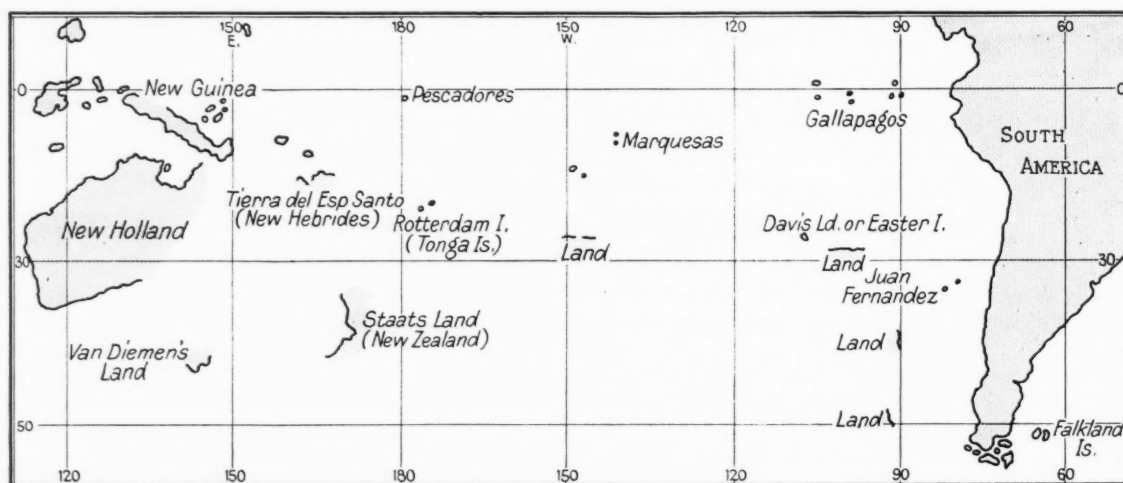 150
E.
180
150
W.
120
90
60
New Guinea
0
Pescadores
Gallapagos
0
Marquesas
SOUTH
AMERICA
Tierra del Esp Santo
(New Hebrides)
Rotterdam I.
(Tonga Is.)
New Holland
Land
Davis Ld. or Easter I.
Land
30
30
Juan
Fernandez
Staats Land
(New Zealand)
Van Diemen's
Land
Land
Land
50
Falkland
Is.
120
150
180
150
120
90
60